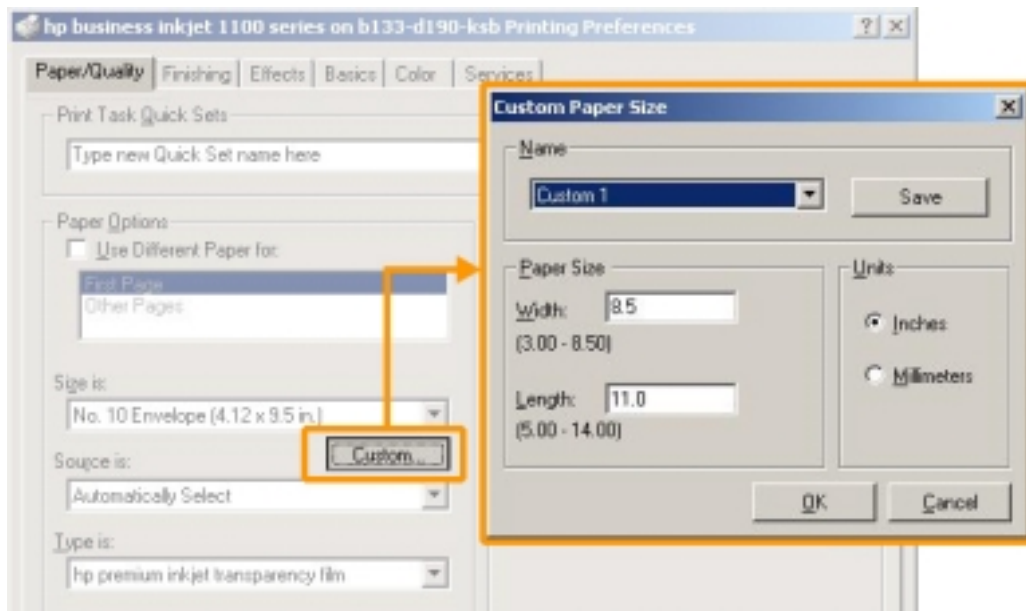 hp business inkjet 1100 series on b133-d190-ksb Printing Preferences
Paper/Quality Finishing Effects Basics Color Services
Print Task Quick Sets
Type new Quick Set name here
Paper Options
Use Different Paper for:
First Page
Other Pages
Size is:
No. 10 Envelope (4.12 x 9.5 in.)
Custom...
Source is:
Automatically Select
Type is:
hp premium inkjet transparency film
Custom Paper Size
Name
Custom 1
Save
Paper Size
Width: 8.5
(3.00 - 8.50)
Length: 11.0
(5.00 - 14.00)
Units
Inches
Millimeters
OK Cancel